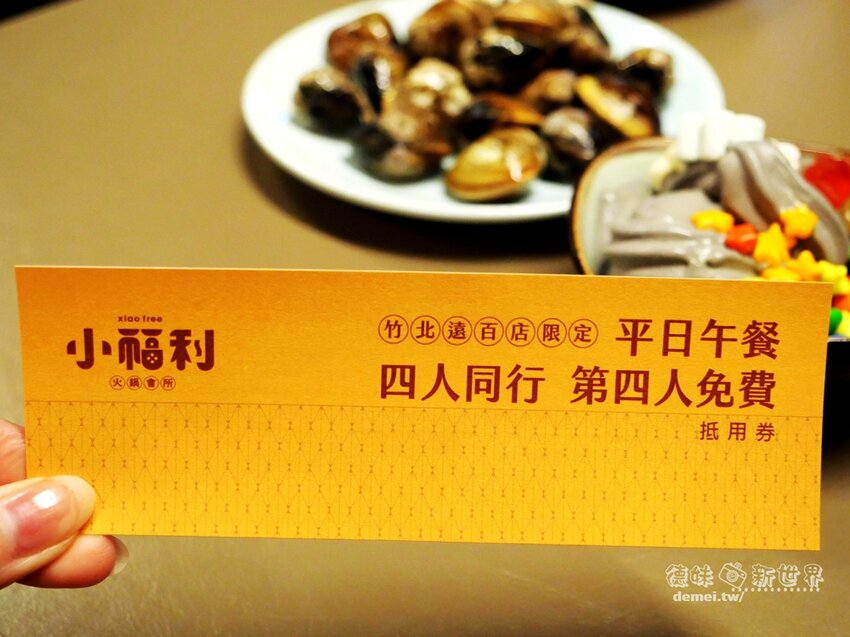 xiao free
小福利
火鍋會所
竹北遠百店限定 平日午餐
四人同行 第四人免費
抵用券
德妹 新世界
demei.tw/